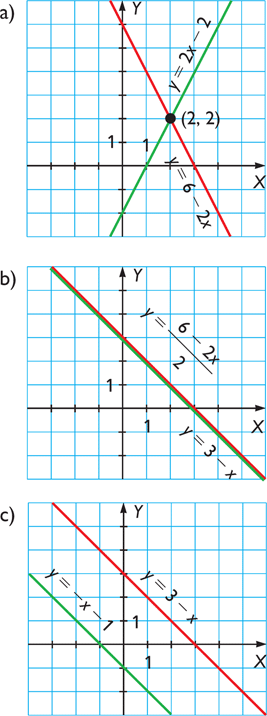 a)
Y
y = 2x – 2
(2, 2)
1
1
X
y = 6 – 2x
b)
Y
y = 6 – 2x
2
1
1
X
y = 3 – x
c)
Y
y = –x – 1
y = 3 – x
1
1
X